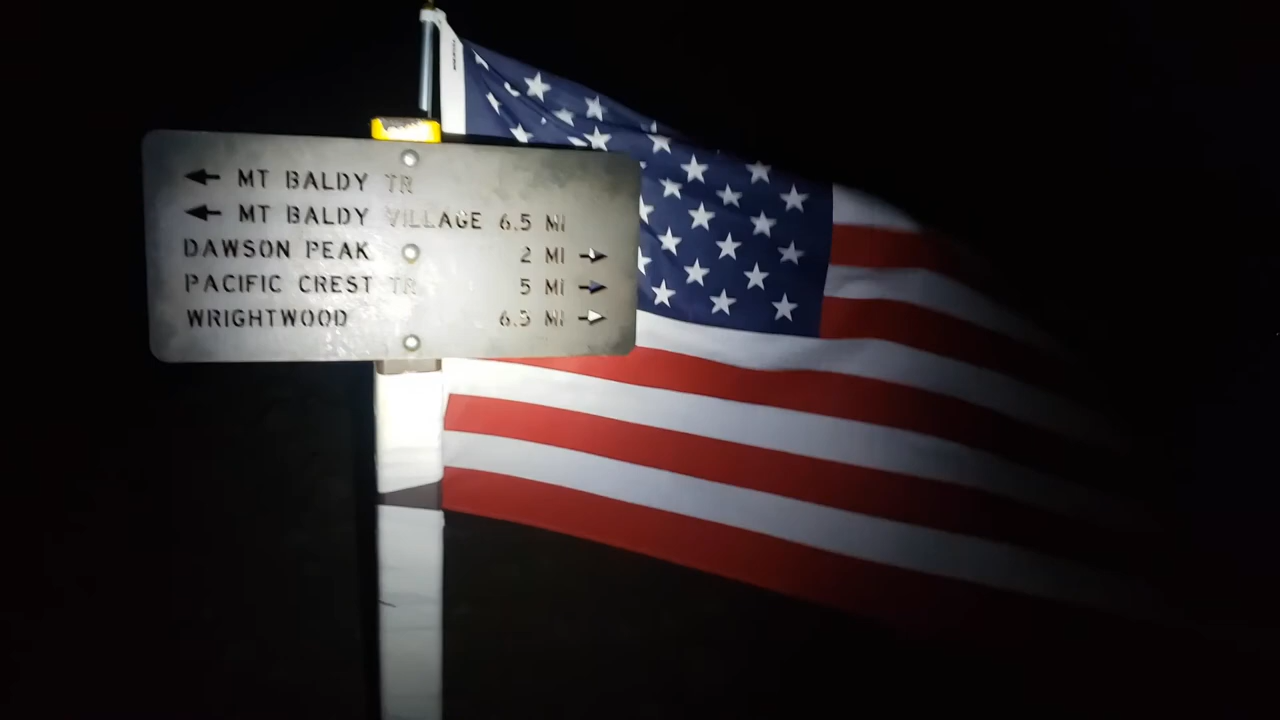 ← MT BALDY TR
← MT BALDY VILLAGE 6.5 MI
DAWSON PEAK 2 MI →
PACIFIC CREST TR 5 MI →
WRIGHTWOOD 6.5 MI →